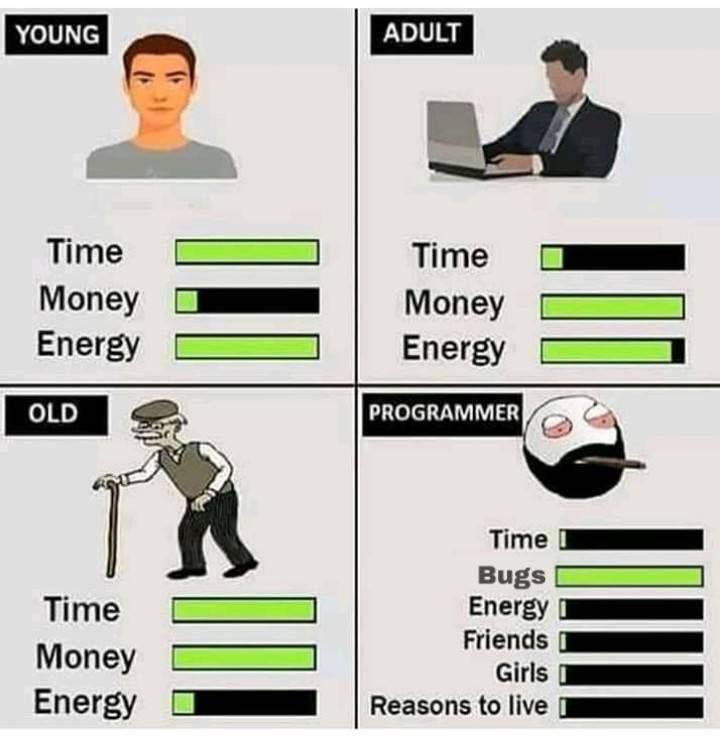 YOUNG
Time
Money
Energy
ADULT
Time
Money
Energy
OLD
Time
Money
Energy
PROGRAMMER
Time
Bugs
Energy
Friends
Girls
Reasons to live